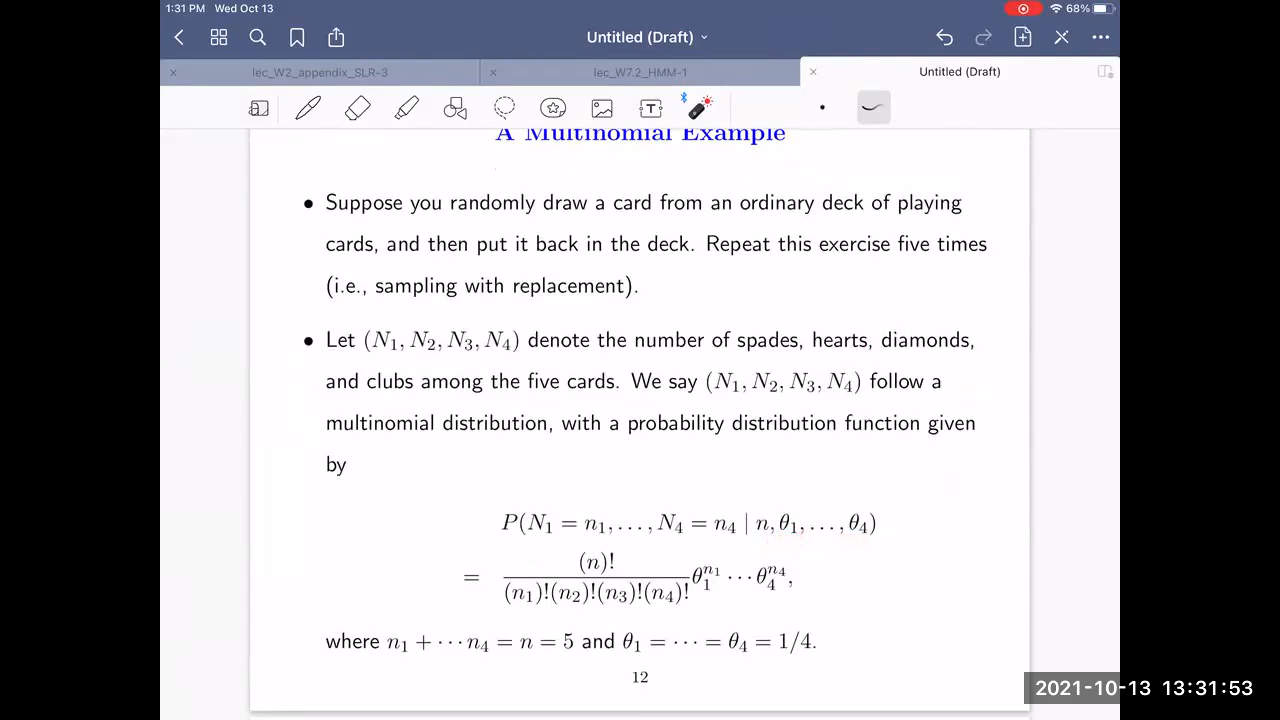 1:31 PM Wed Oct 13
68%
Untitled (Draft)
lec_W2_appendix_SLR-3
lec_W7.2_HMM-1
Untitled (Draft)
A Multinomial Example
• Suppose you randomly draw a card from an ordinary deck of playing
cards, and then put it back in the deck. Repeat this exercise five times
(i.e., sampling with replacement).
• Let (N₁, N₂, N₃, N₄) denote the number of spades, hearts, diamonds,
and clubs among the five cards. We say (N₁, N₂, N₃, N₄) follow a
multinomial distribution, with a probability distribution function given
by
P(N₁ = n₁, . . . , N₄ = n₄ | n, θ₁, . . . , θ₄)
= (n)! / (n₁)!(n₂)!(n₃)!(n₄)! θ₁^{n₁} · · · θ₄^{n₄},
where n₁ + · · · n₄ = n = 5 and θ₁ = · · · = θ₄ = 1/4.
12
2021-10-13 13:31:53